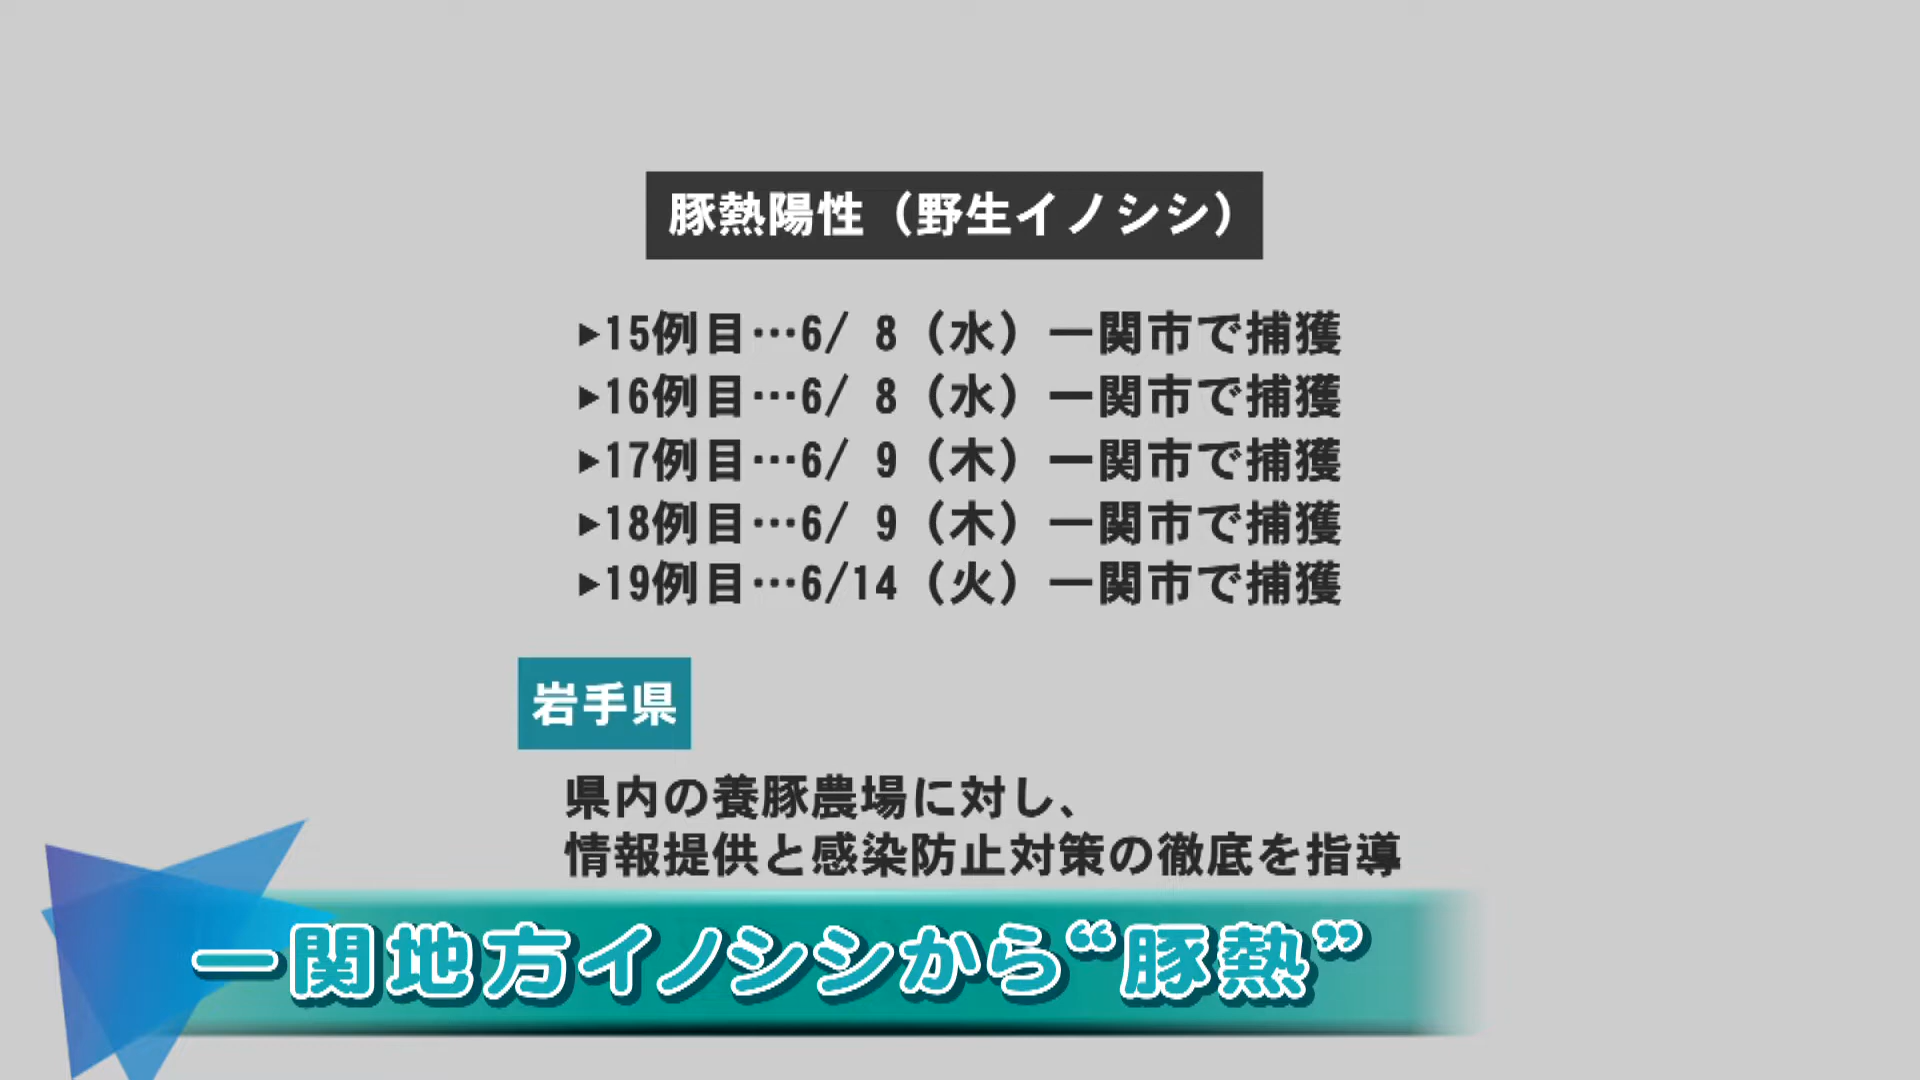 豚熱陽性（野生イノシシ）
▶15例目…6/ 8（水）一関市で捕獲
▶16例目…6/ 8（水）一関市で捕獲
▶17例目…6/ 9（木）一関市で捕獲
▶18例目…6/ 9（木）一関市で捕獲
▶19例目…6/14（火）一関市で捕獲
岩手県
県内の養豚農場に対し、
情報提供と感染防止対策の徹底を指導
一関地方イノシシから“豚熱”